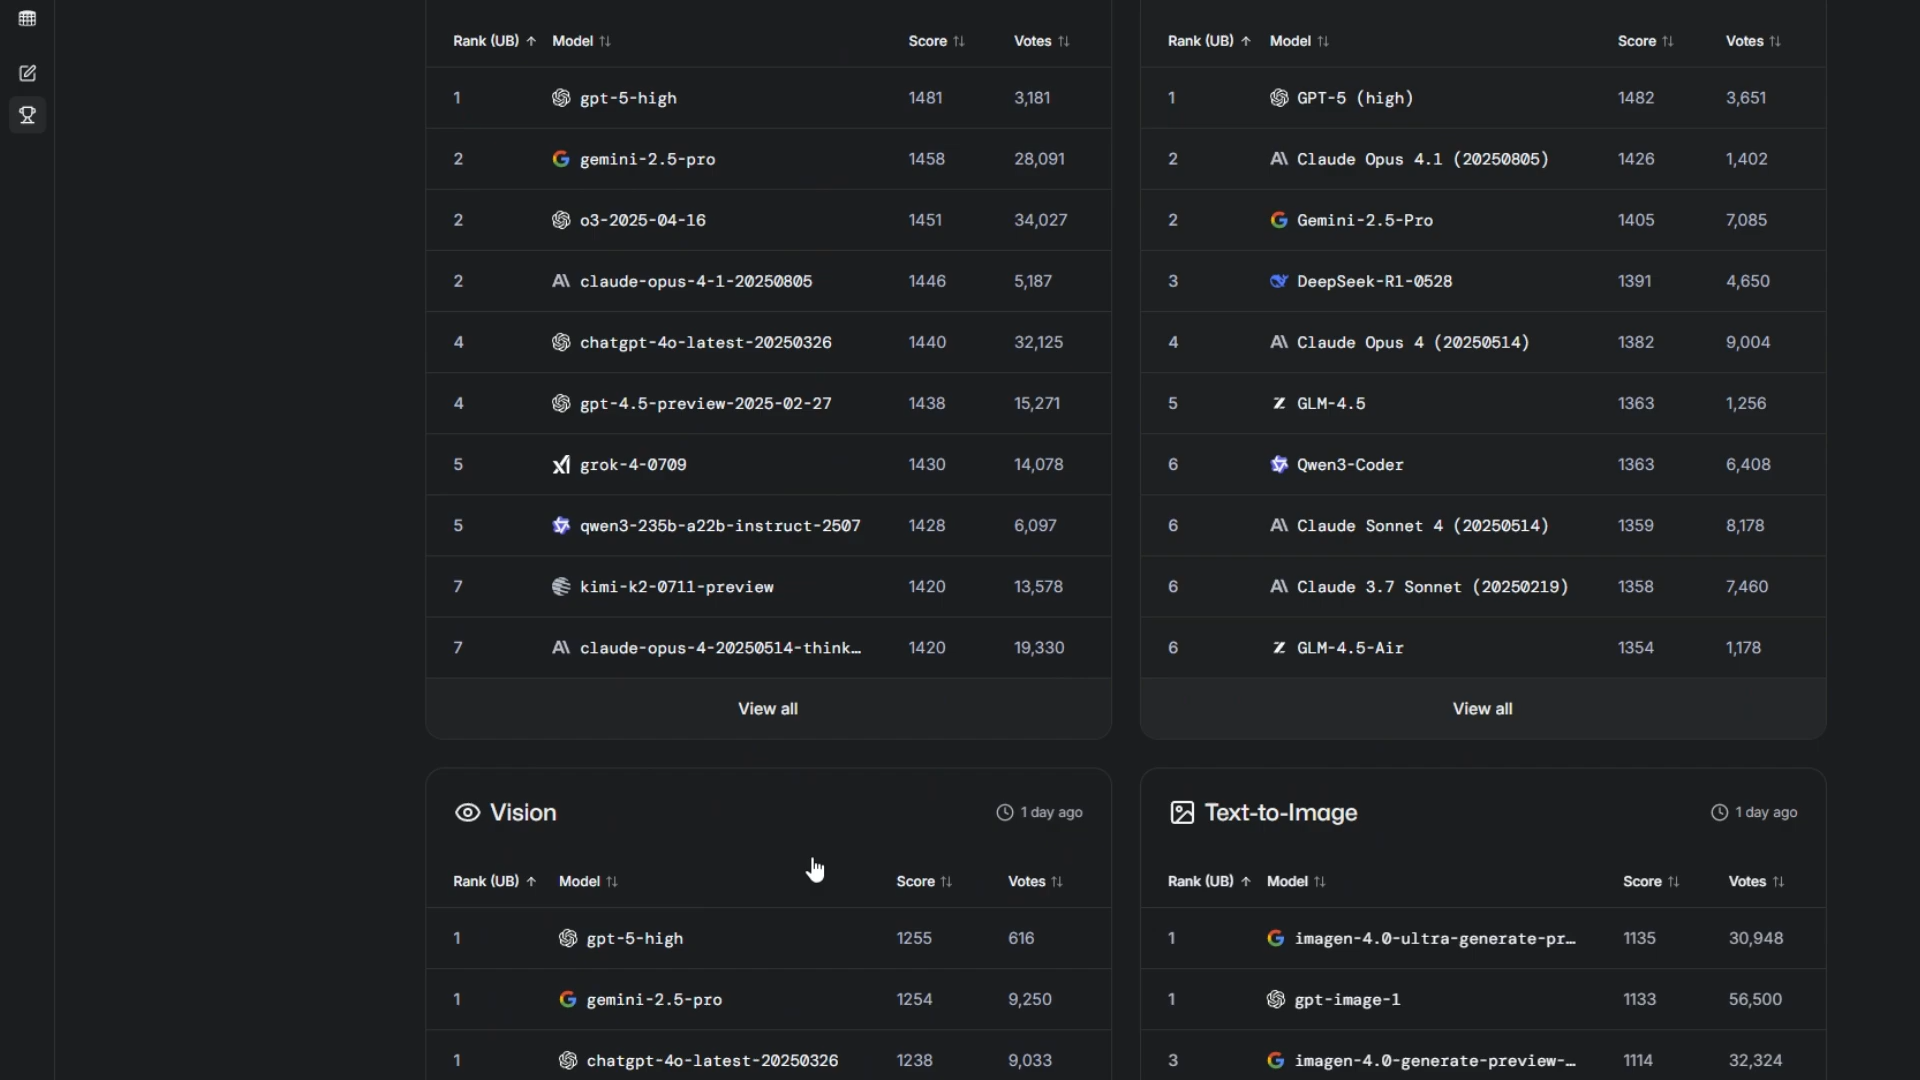 Rank (UB) Model Score Votes
1 gpt-5-high 1481 3,181
2 gemini-2.5-pro 1458 28,091
2 o3-2025-04-16 1451 34,027
2 claude-opus-4-1-20250805 1446 5,187
4 chatgpt-4o-latest-20250326 1440 32,125
4 gpt-4.5-preview-2025-02-27 1438 15,271
5 grok-4-0709 1430 14,078
5 qwen3-235b-a22b-instruct-2507 1428 6,097
7 kimi-k2-0711-preview 1420 13,578
7 claude-opus-4-20250514-think… 1420 19,330
View all
Rank (UB) Model Score Votes
1 GPT-5 (high) 1482 3,651
2 Claude Opus 4.1 (20250805) 1426 1,402
2 Gemini-2.5-Pro 1405 7,085
3 DeepSeek-R1-0528 1391 4,650
4 Claude Opus 4 (20250514) 1382 9,004
5 GLM-4.5 1363 1,256
6 Qwen3-Coder 1363 6,408
6 Claude Sonnet 4 (20250514) 1359 8,178
6 Claude 3.7 Sonnet (20250219) 1358 7,460
6 GLM-4.5-Air 1354 1,178
View all
Vision 1 day ago
Rank (UB) Model Score Votes
1 gpt-5-high 1255 616
1 gemini-2.5-pro 1254 9,250
1 chatgpt-4o-latest-20250326 1238 9,033
Text-to-Image 1 day ago
Rank (UB) Model Score Votes
1 imagen-4.0-ultra-generate-pr… 1135 30,948
1 gpt-image-1 1133 56,500
3 imagen-4.0-generate-preview-… 1114 32,324